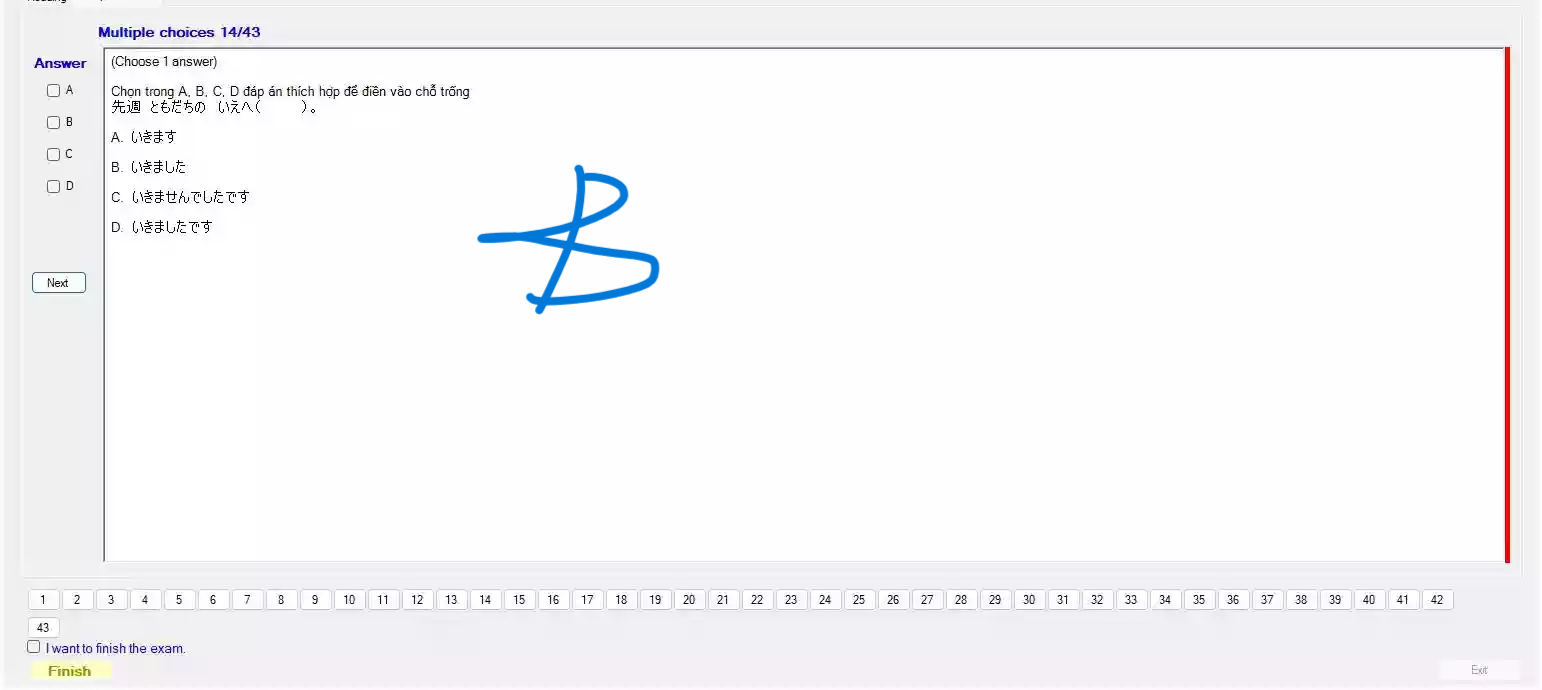 Multiple choices 14/43
Answer
(Choose 1 answer)
A
Chọn trong A, B, C, D đáp án thích hợp để điền vào chỗ trống
先週 ともだちの いえへ( )。
B
A. いきます
C
B. いきました
D
C. いきませんでしたです
D. いきましたです
B
Next
1 2 3 4 5 6 7 8 9 10 11 12 13 14 15 16 17 18 19 20 21 22 23 24 25 26 27 28 29 30 31 32 33 34 35 36 37 38 39 40 41 42
43
I want to finish the exam.
Finish
Exit